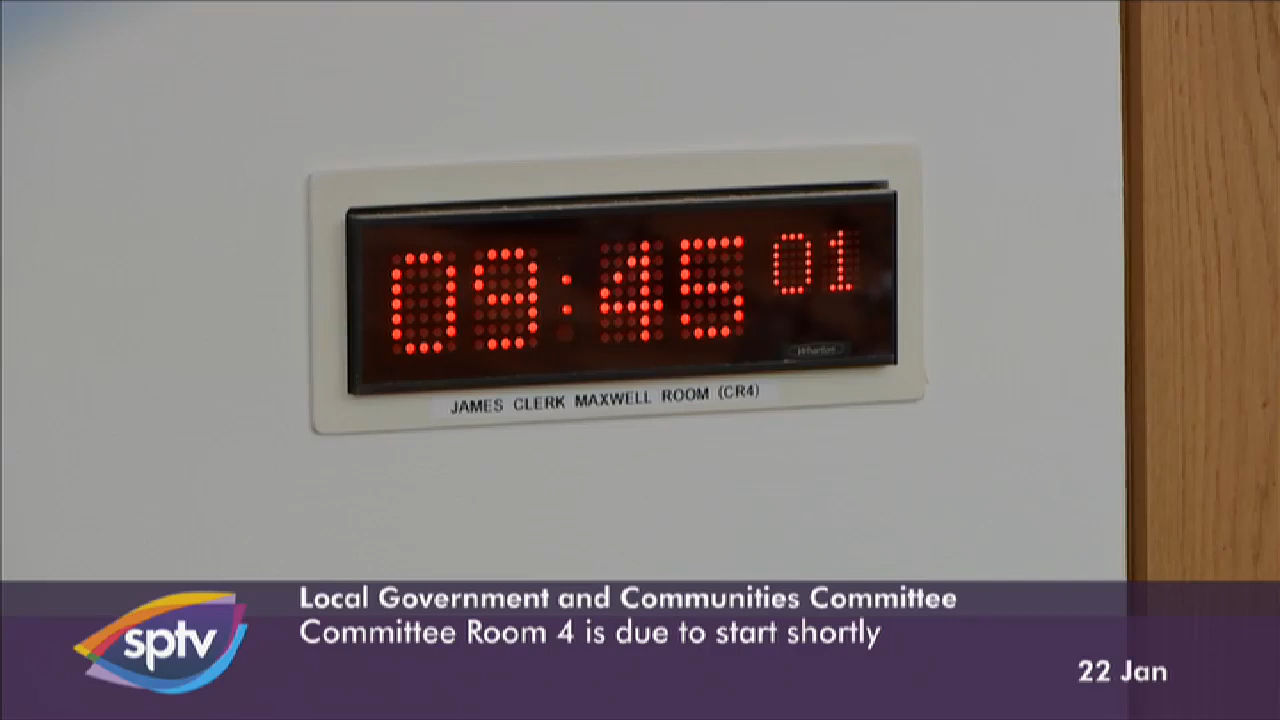 09:45 01
Wharton
JAMES CLERK MAXWELL ROOM (CR4)
sptv
Local Government and Communities Committee
Committee Room 4 is due to start shortly
22 Jan